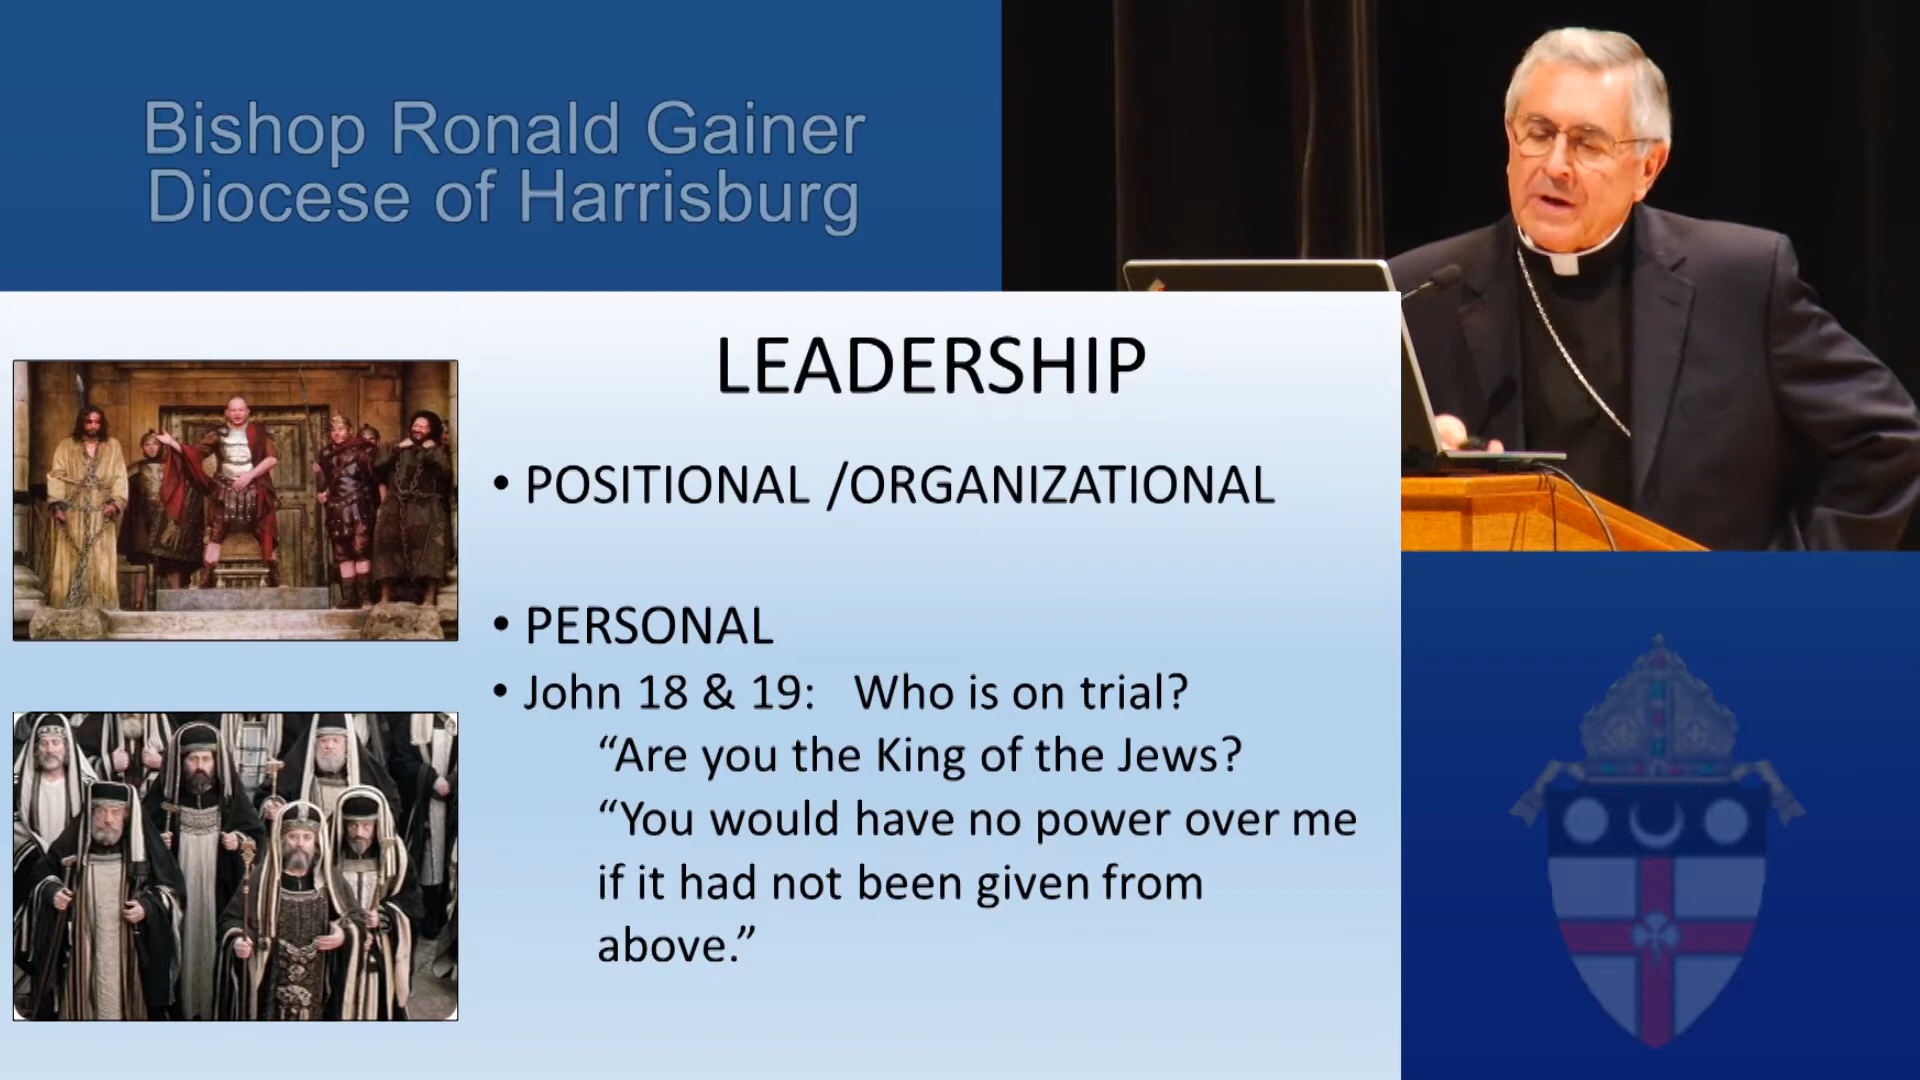 Bishop Ronald Gainer
Diocese of Harrisburg
LEADERSHIP
• POSITIONAL /ORGANIZATIONAL
• PERSONAL
• John 18 & 19:   Who is on trial?
“Are you the King of the Jews?
“You would have no power over me
if it had not been given from
above.”